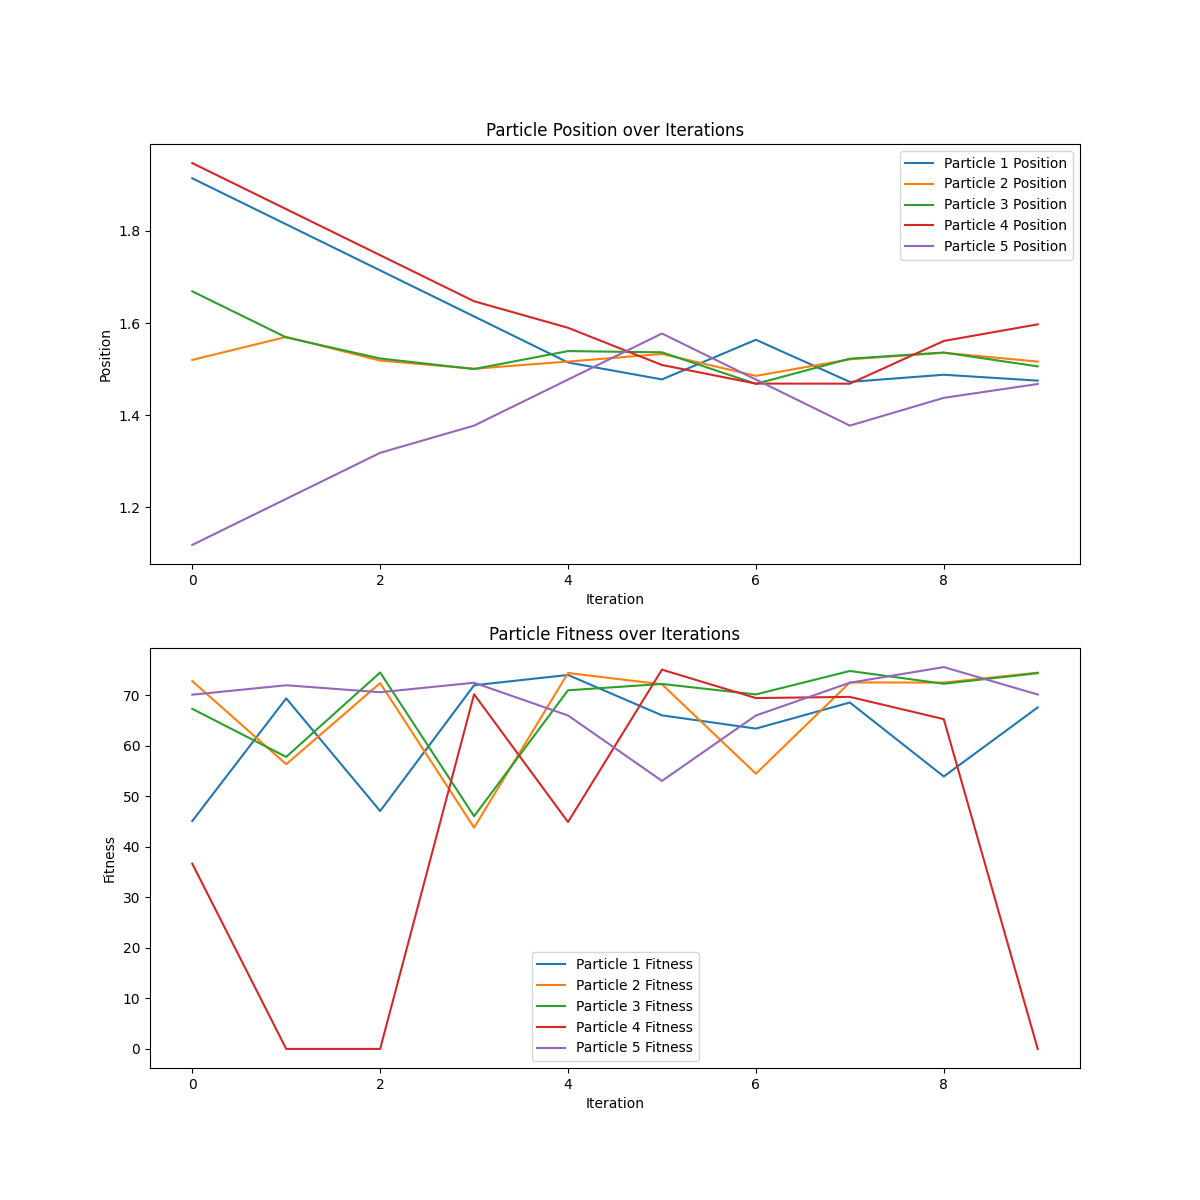 Particle Position over Iterations
Particle 1 Position
Particle 2 Position
Particle 3 Position
Particle 4 Position
Particle 5 Position
Position
1.8
1.6
1.4
1.2
0 2 4 6 8
Iteration
Particle Fitness over Iterations
Fitness
70
60
50
40
30
20
10
0
Particle 1 Fitness
Particle 2 Fitness
Particle 3 Fitness
Particle 4 Fitness
Particle 5 Fitness
0 2 4 6 8
Iteration